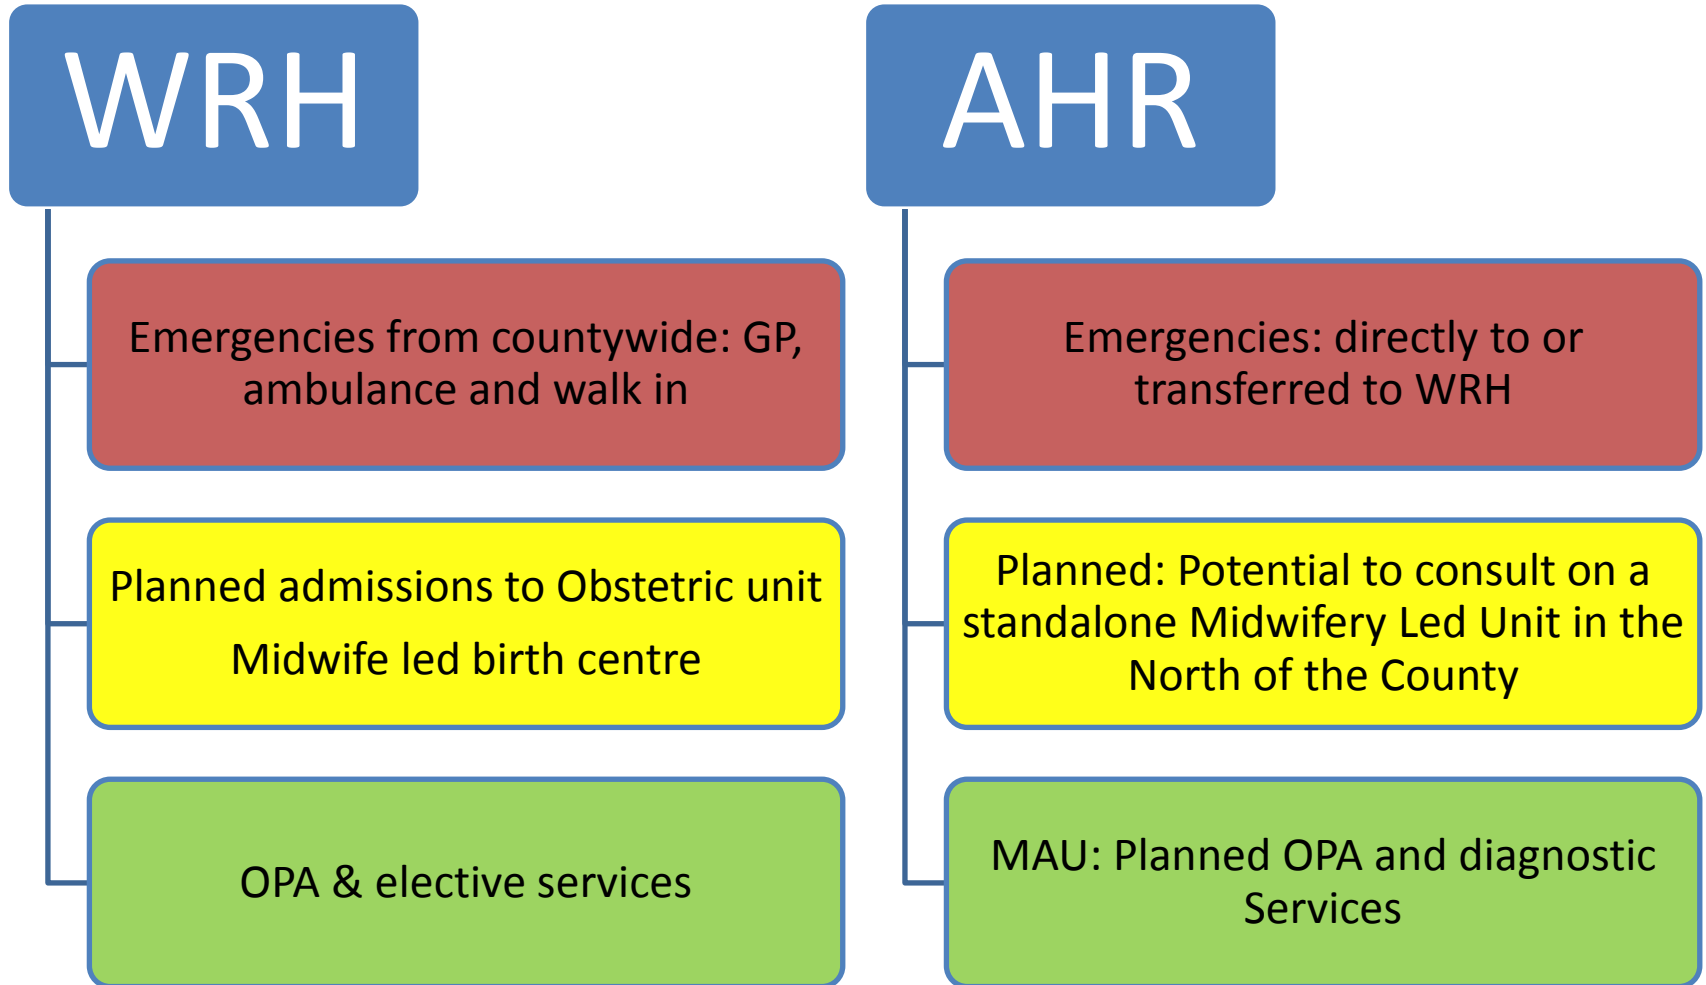 WRH
Emergencies from countywide: GP,
ambulance and walk in
Planned admissions to Obstetric unit
Midwife led birth centre
OPA & elective services
AHR
Emergencies: directly to or
transferred to WRH
Planned: Potential to consult on a
standalone Midwifery Led Unit in the
North of the County
MAU: Planned OPA and diagnostic
Services